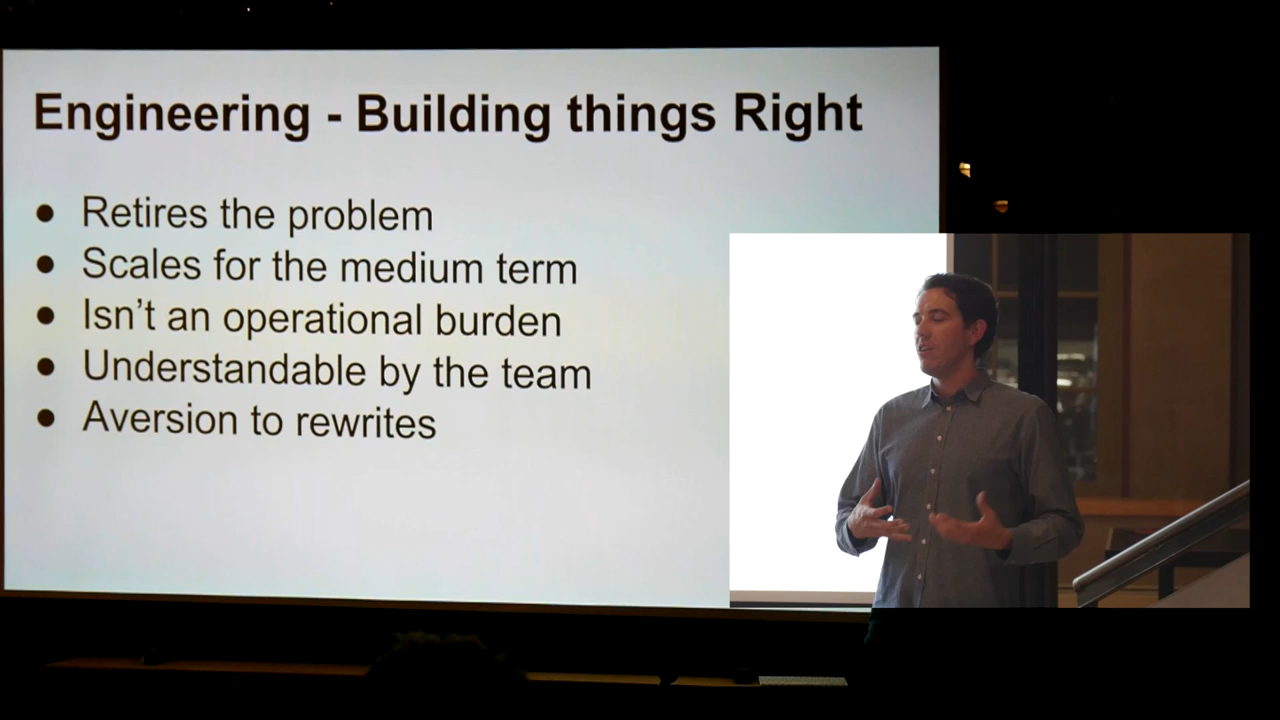 Engineering - Building things Right
● Retires the problem
● Scales for the medium term
● Isn't an operational burden
● Understandable by the team
● Aversion to rewrites